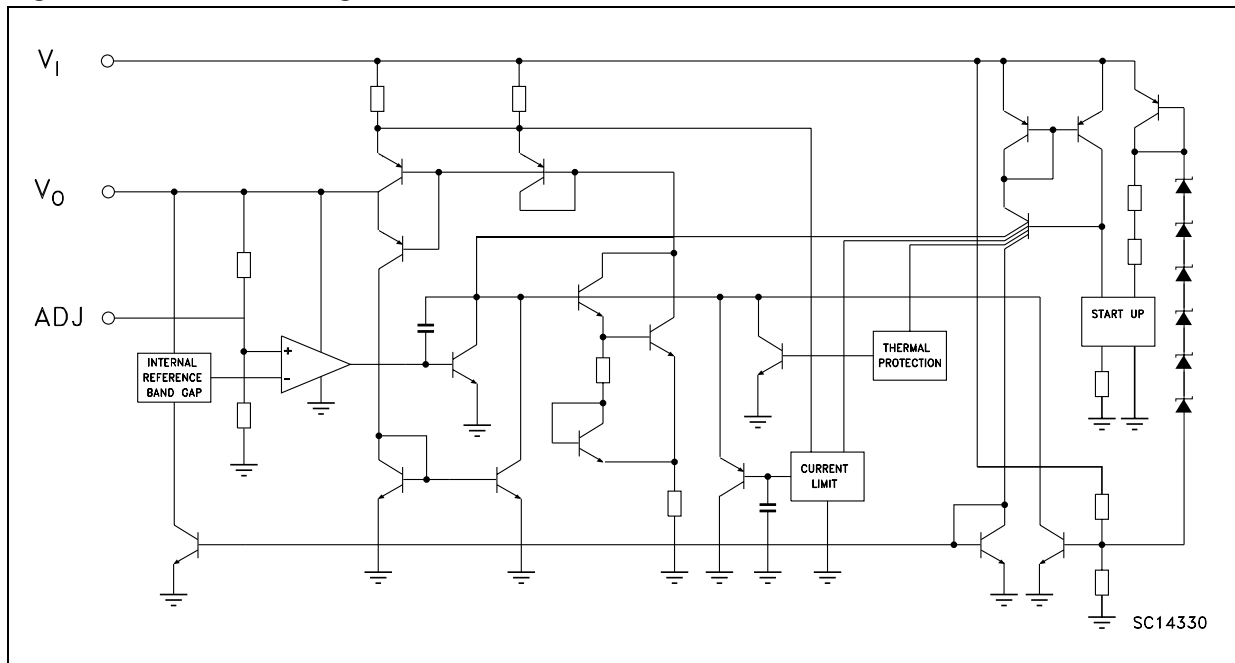 V_I
V_O
ADJ
INTERNAL
REFERENCE
BAND GAP
+
-
THERMAL
PROTECTION
START UP
CURRENT
LIMIT
SC14330